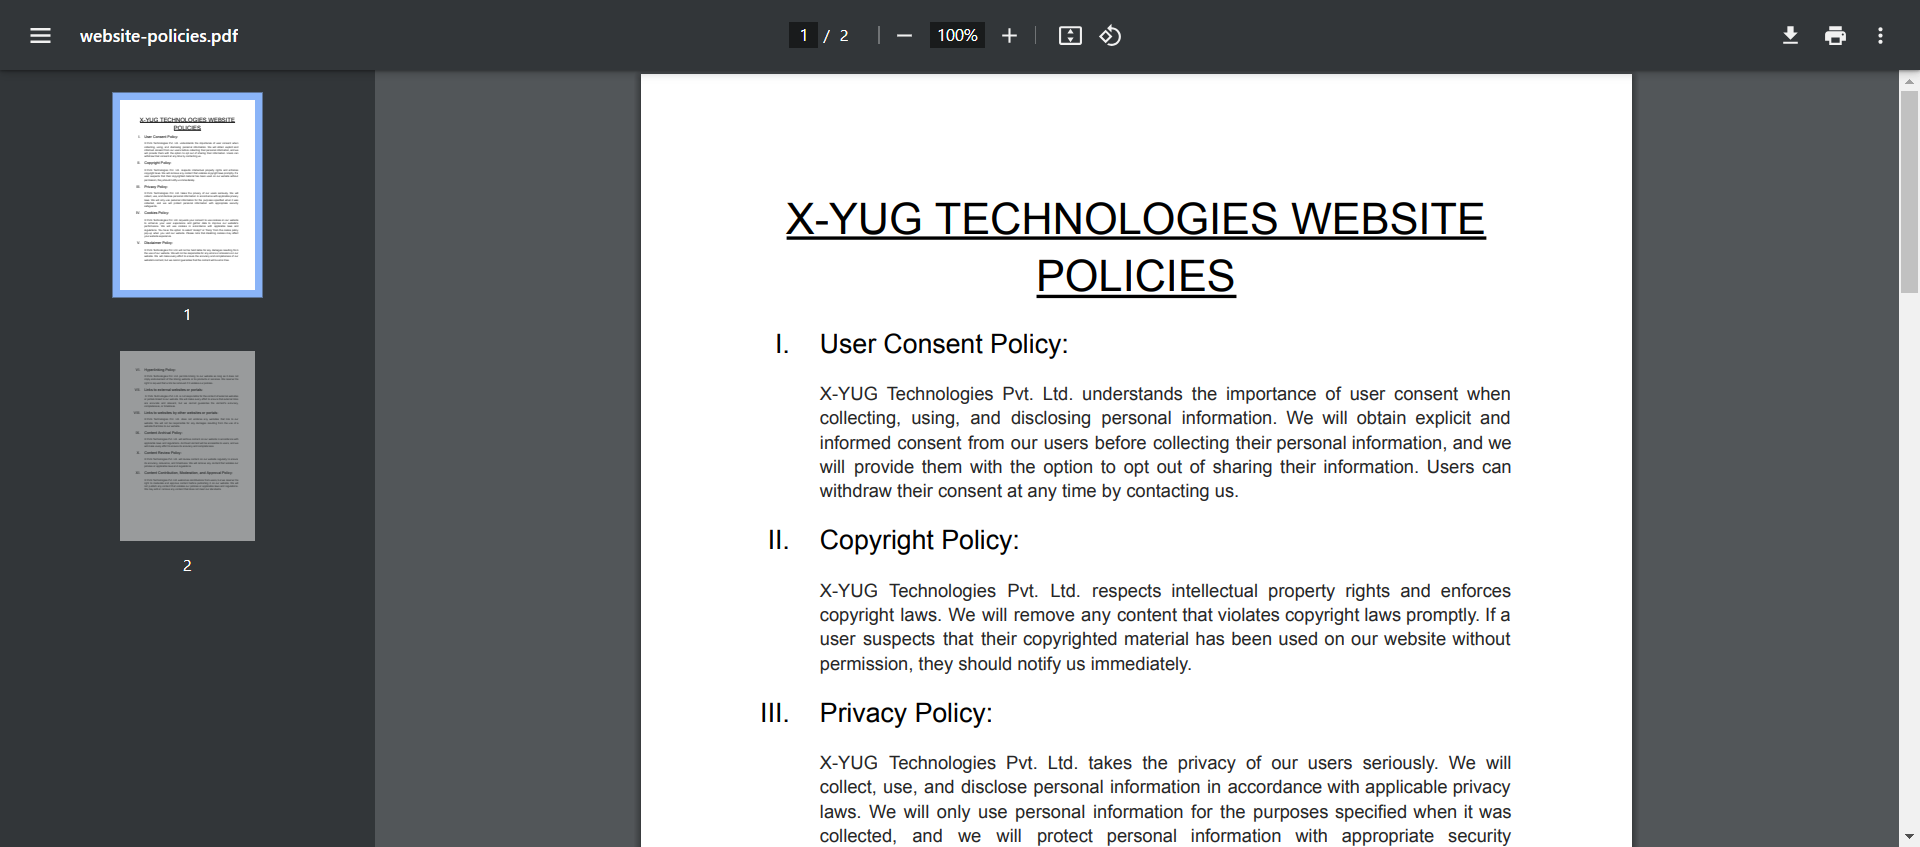 website-policies.pdf
1 / 2
100%
X-YUG TECHNOLOGIES WEBSITE
POLICIES
1
2
X-YUG TECHNOLOGIES WEBSITE
POLICIES
I. User Consent Policy:
X-YUG Technologies Pvt. Ltd. understands the importance of user consent when
collecting, using, and disclosing personal information. We will obtain explicit and
informed consent from our users before collecting their personal information, and we
will provide them with the option to opt out of sharing their information. Users can
withdraw their consent at any time by contacting us.
II. Copyright Policy:
X-YUG Technologies Pvt. Ltd. respects intellectual property rights and enforces
copyright laws. We will remove any content that violates copyright laws promptly. If a
user suspects that their copyrighted material has been used on our website without
permission, they should notify us immediately.
III. Privacy Policy:
X-YUG Technologies Pvt. Ltd. takes the privacy of our users seriously. We will
collect, use, and disclose personal information in accordance with applicable privacy
laws. We will only use personal information for the purposes specified when it was
collected, and we will protect personal information with appropriate security